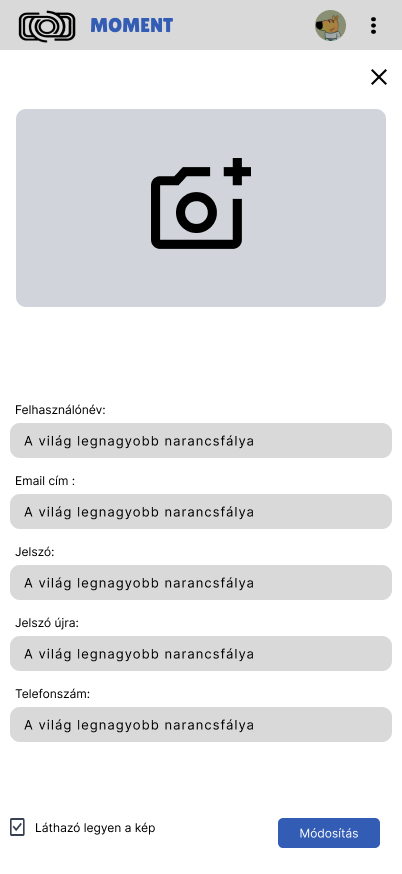 MOMENT
Felhasználónév:
A világ legnagyobb narancsfálya
Email cím :
A világ legnagyobb narancsfálya
Jelszó:
A világ legnagyobb narancsfálya
Jelszó újra:
A világ legnagyobb narancsfálya
Telefonszám:
A világ legnagyobb narancsfálya
Láthazó legyen a kép
Módosítás